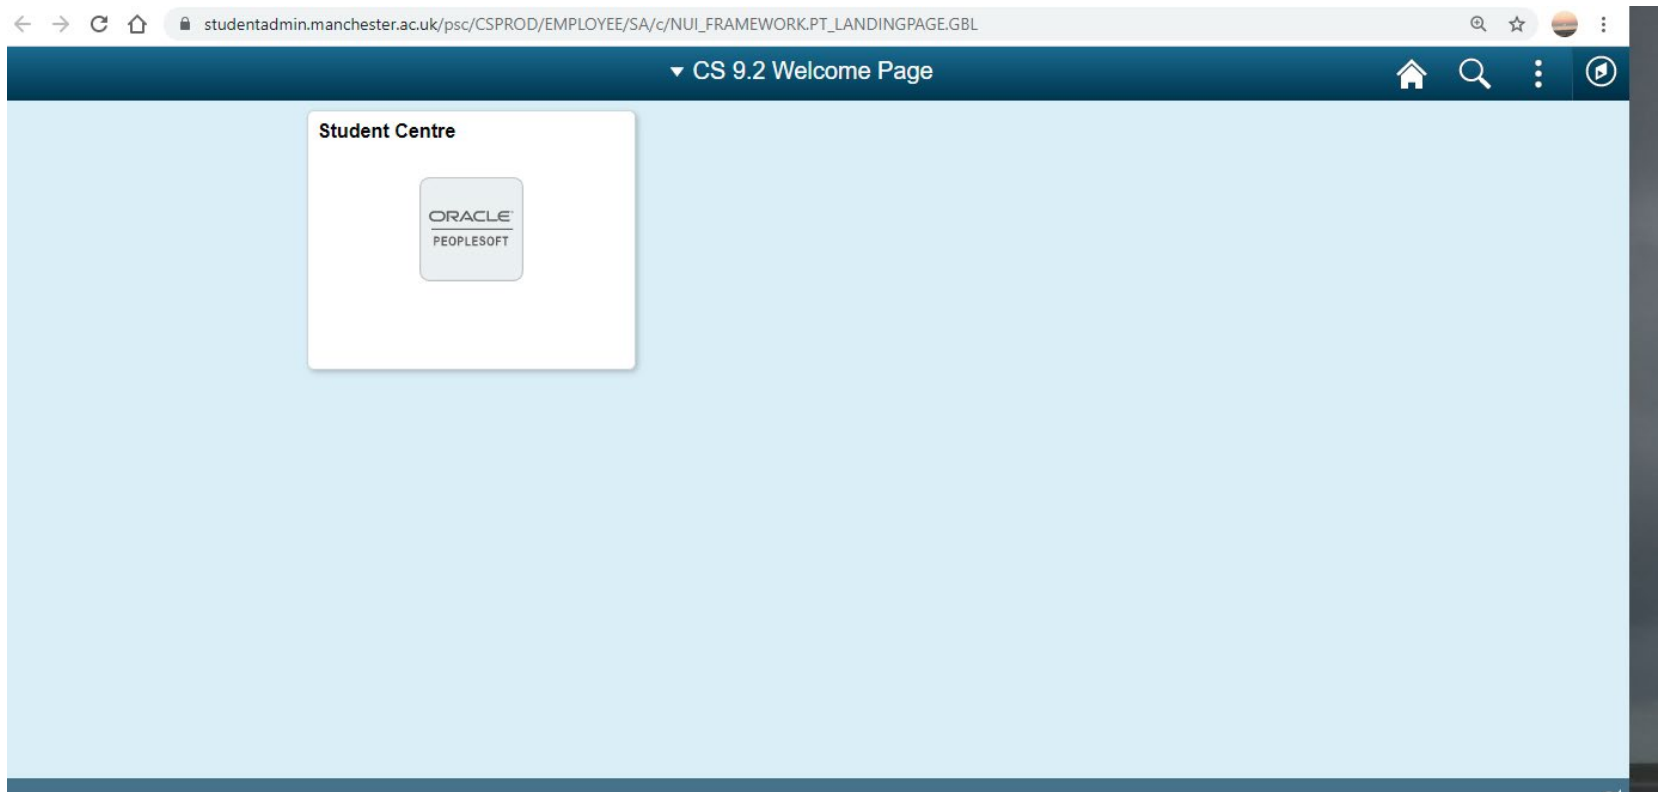 studentadmin.manchester.ac.uk/psc/CSPROD/EMPLOYEE/SA/c/NUI_FRAMEWORK.PT_LANDINGPAGE.GBL
CS 9.2 Welcome Page
Student Centre
ORACLE
PEOPLESOFT